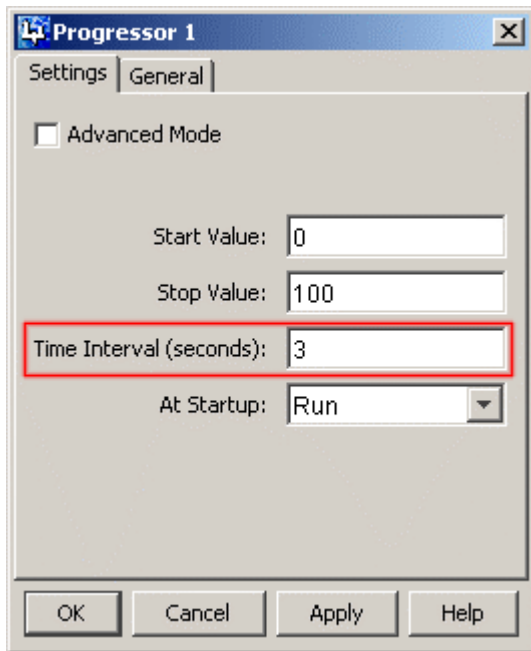 Progressor 1
Settings General
Advanced Mode
Start Value: 0
Stop Value: 100
Time Interval (seconds): 3
At Startup: Run
OK Cancel Apply Help